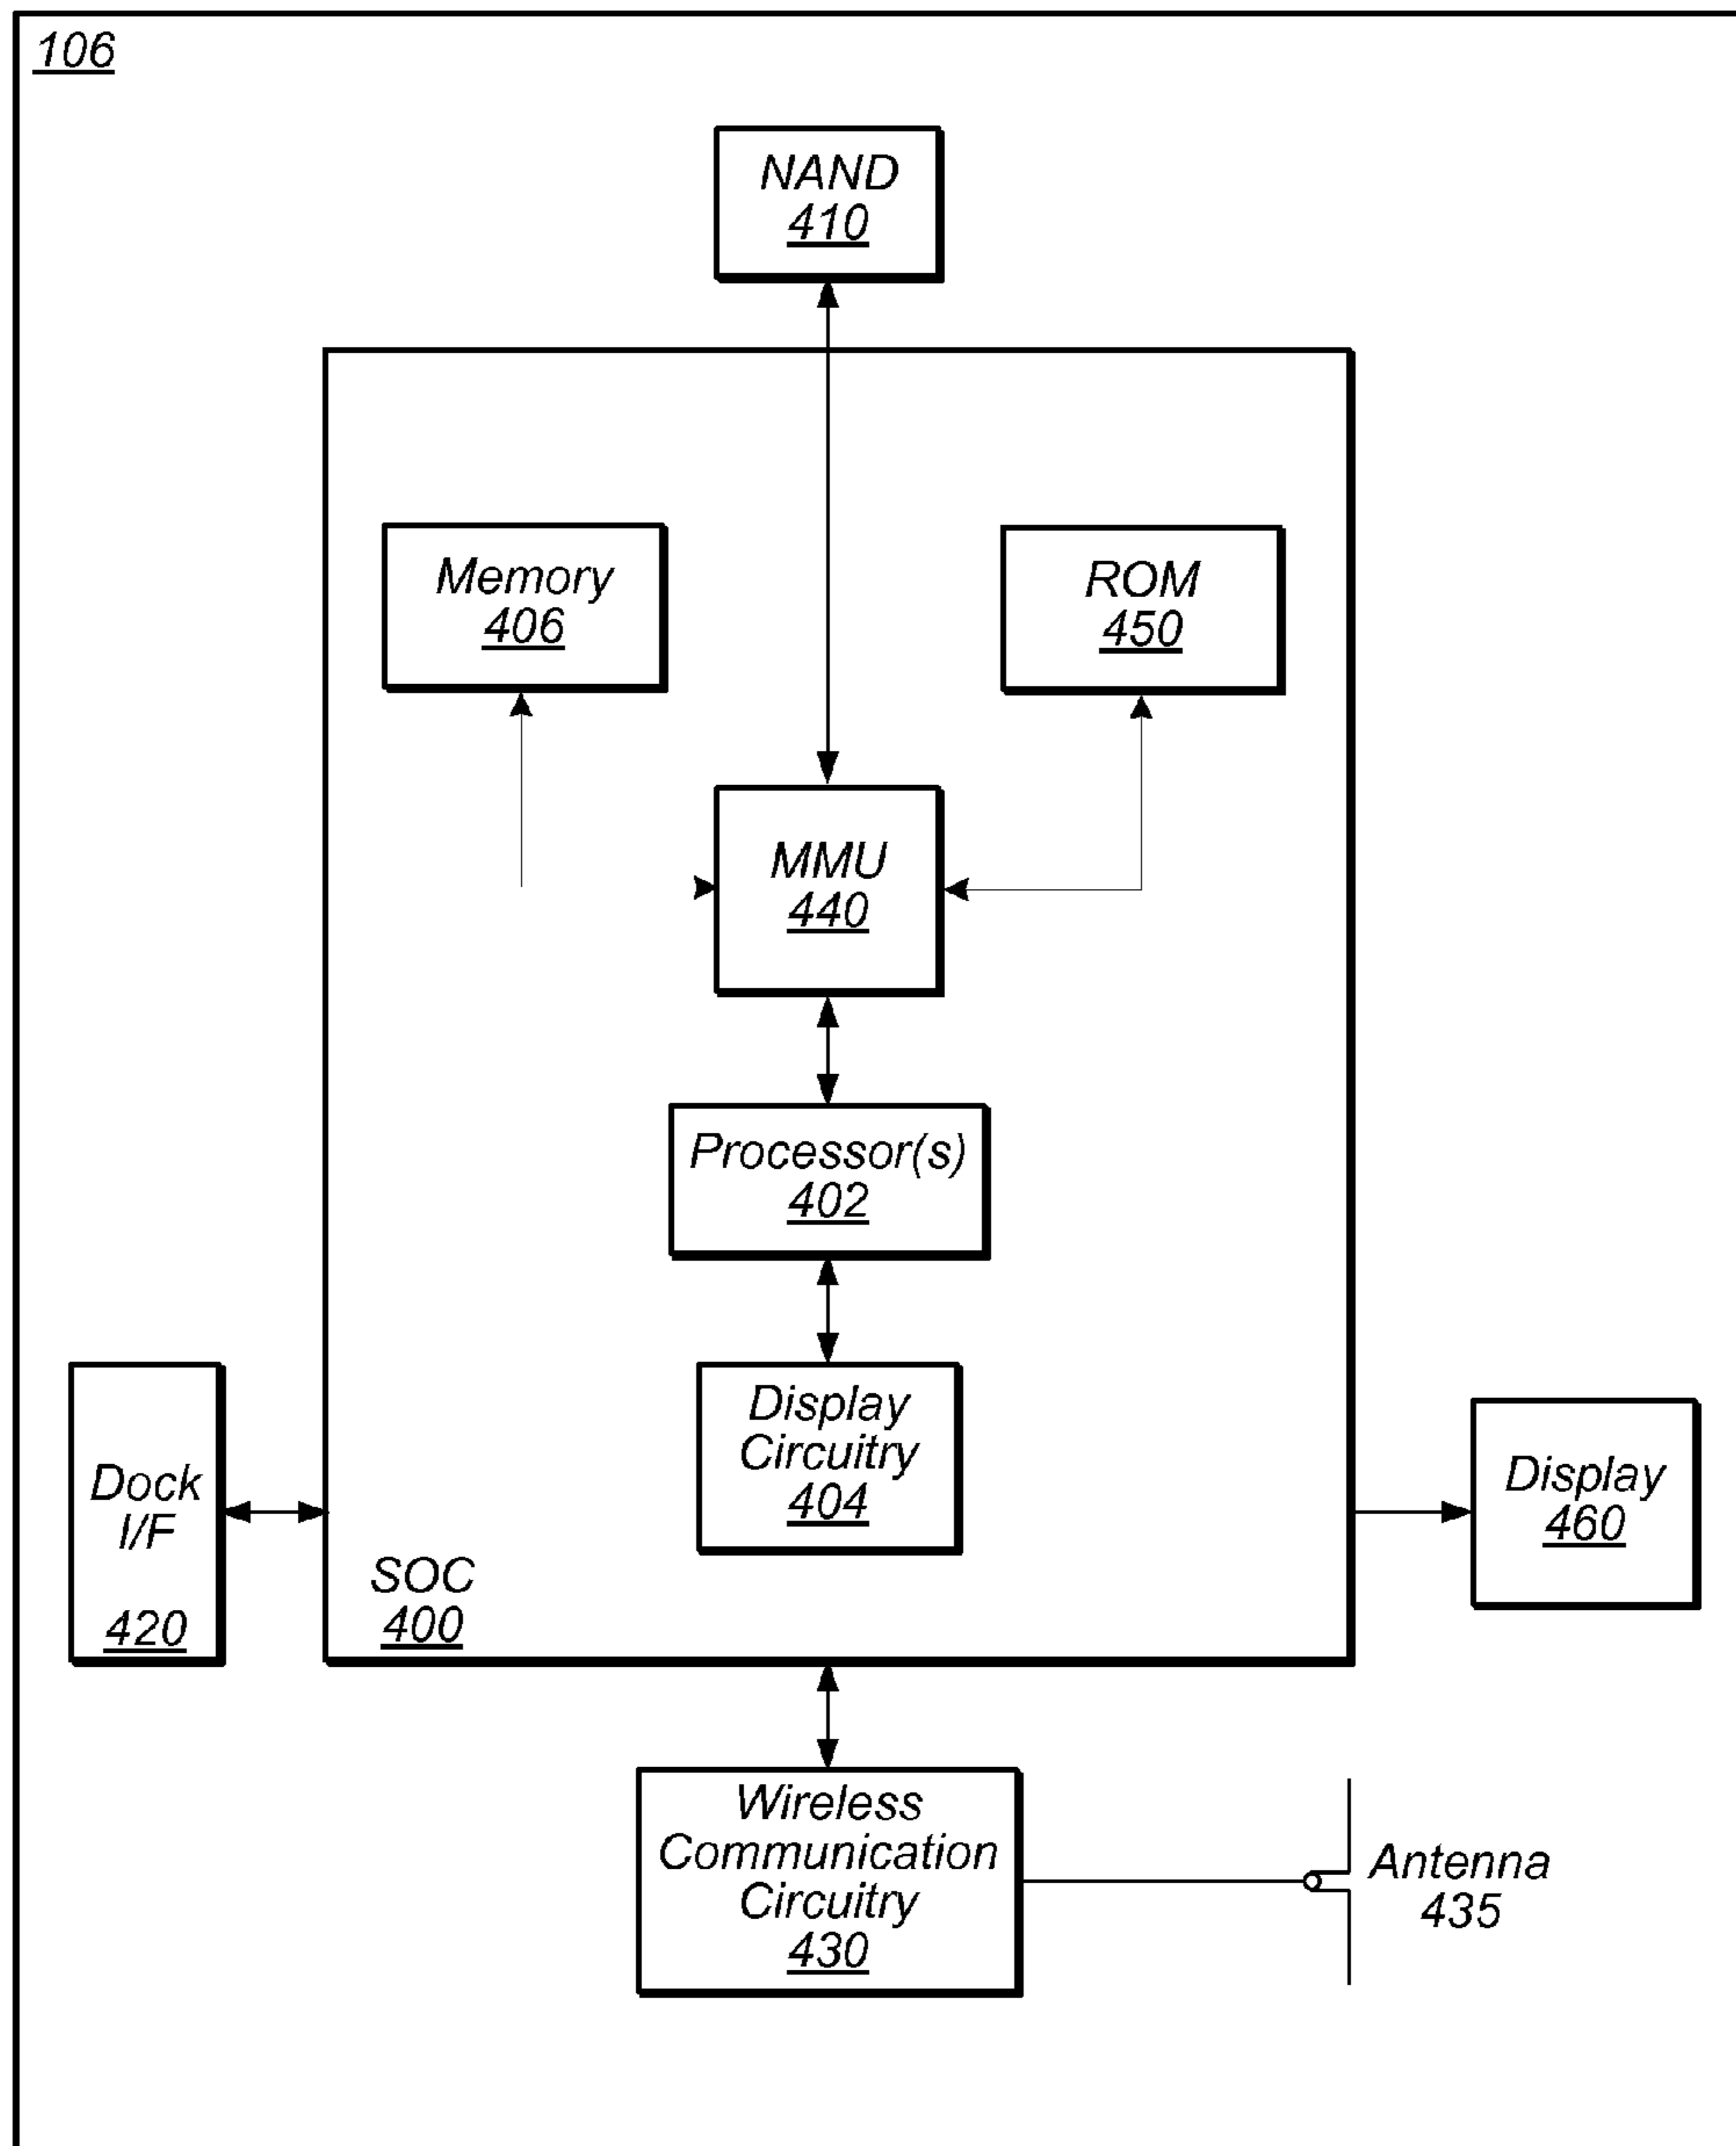 106
NAND
410
Memory
406
ROM
450
MMU
440
Processor(s)
402
Display
Circuitry
404
Dock
I/F
420
SOC
400
Display
460
Wireless
Communication
Circuitry
430
Antenna
435